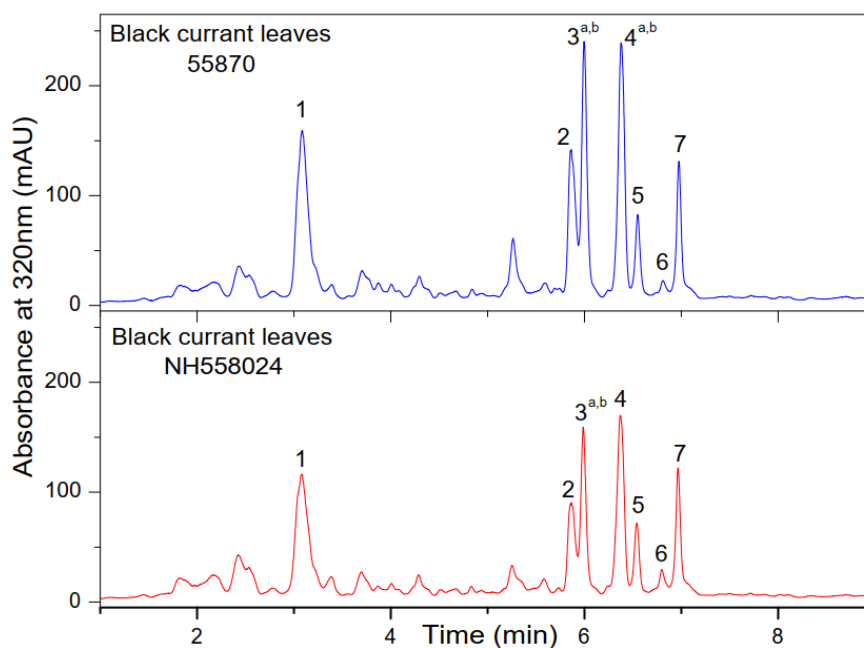 Black currant leaves
55870
1
2
3a,b
4a,b
5
6
7
200
100
0
Black currant leaves
NH558024
1
2
3a,b
4
5
6
7
200
100
0
Absorbance at 320nm (mAU)
2
4
6
8
Time (min)